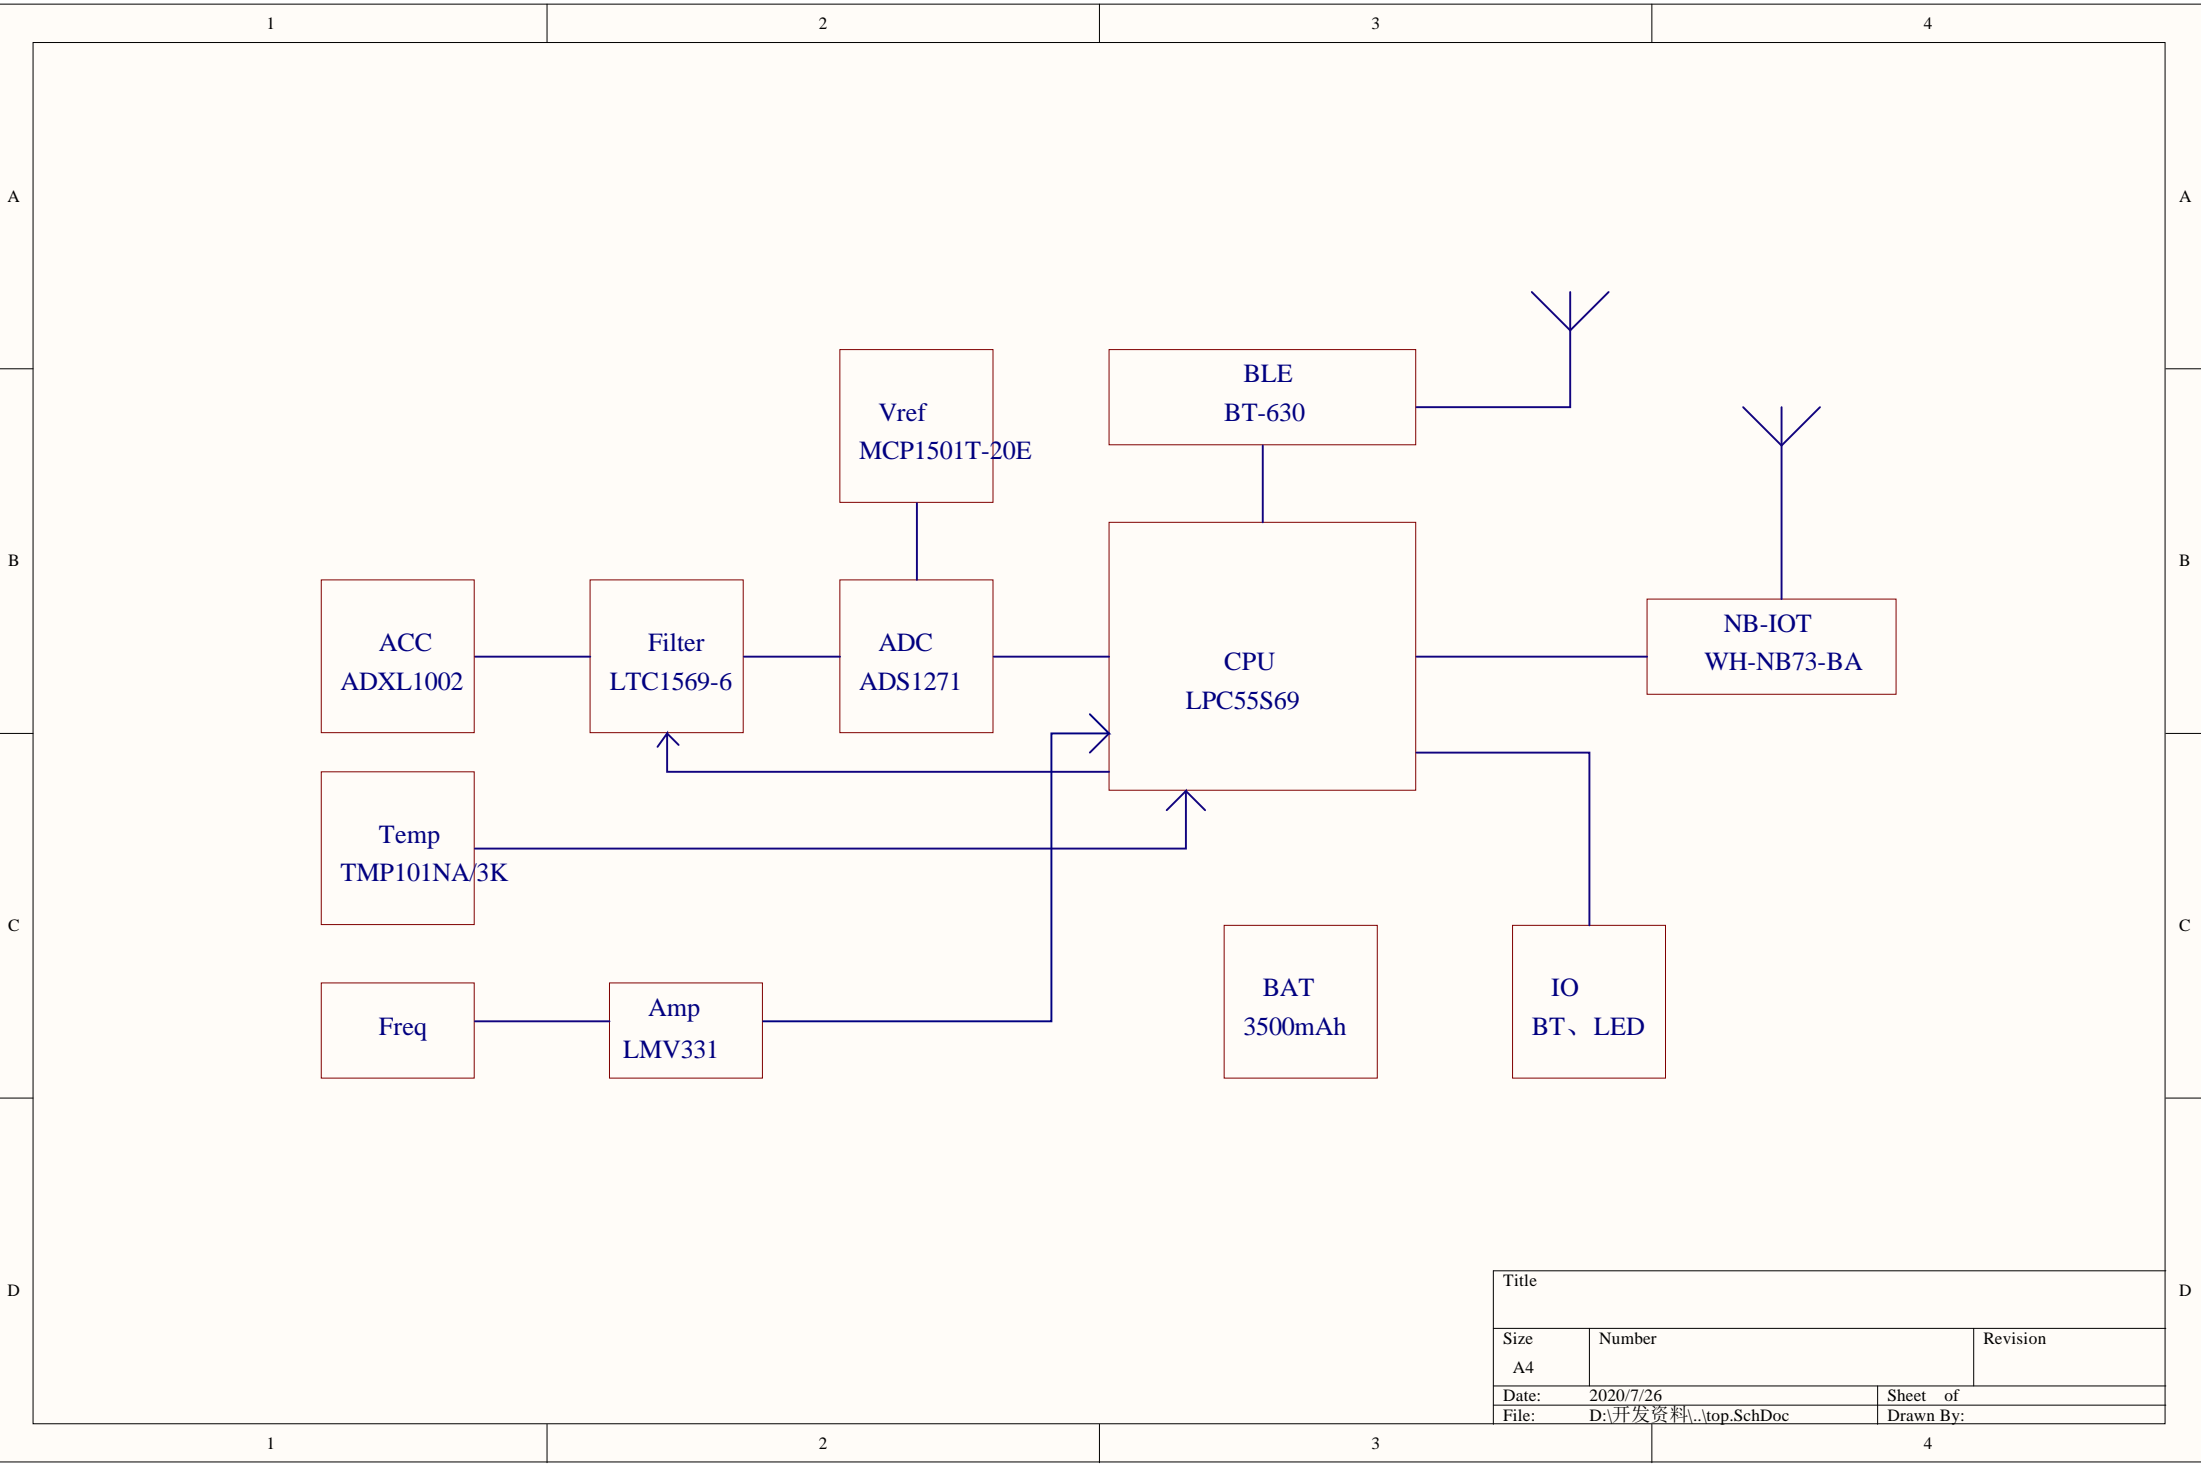 1 2 3 4
A A
BLE
BT-630
Vref
MCP1501T-20E
B B
ACC
ADXL1002
Filter
LTC1569-6
ADC
ADS1271
CPU
LPC55S69
NB-IOT
WH-NB73-BA
Temp
TMP101NA/3K
C C
Freq
Amp
LMV331
BAT
3500mAh
IO
BT、LED
D D
Title
Size Number Revision
A4
Date: 2020/7/26 Sheet of
File: D:\开发资料\..\top.SchDoc Drawn By:
1 2 3 4